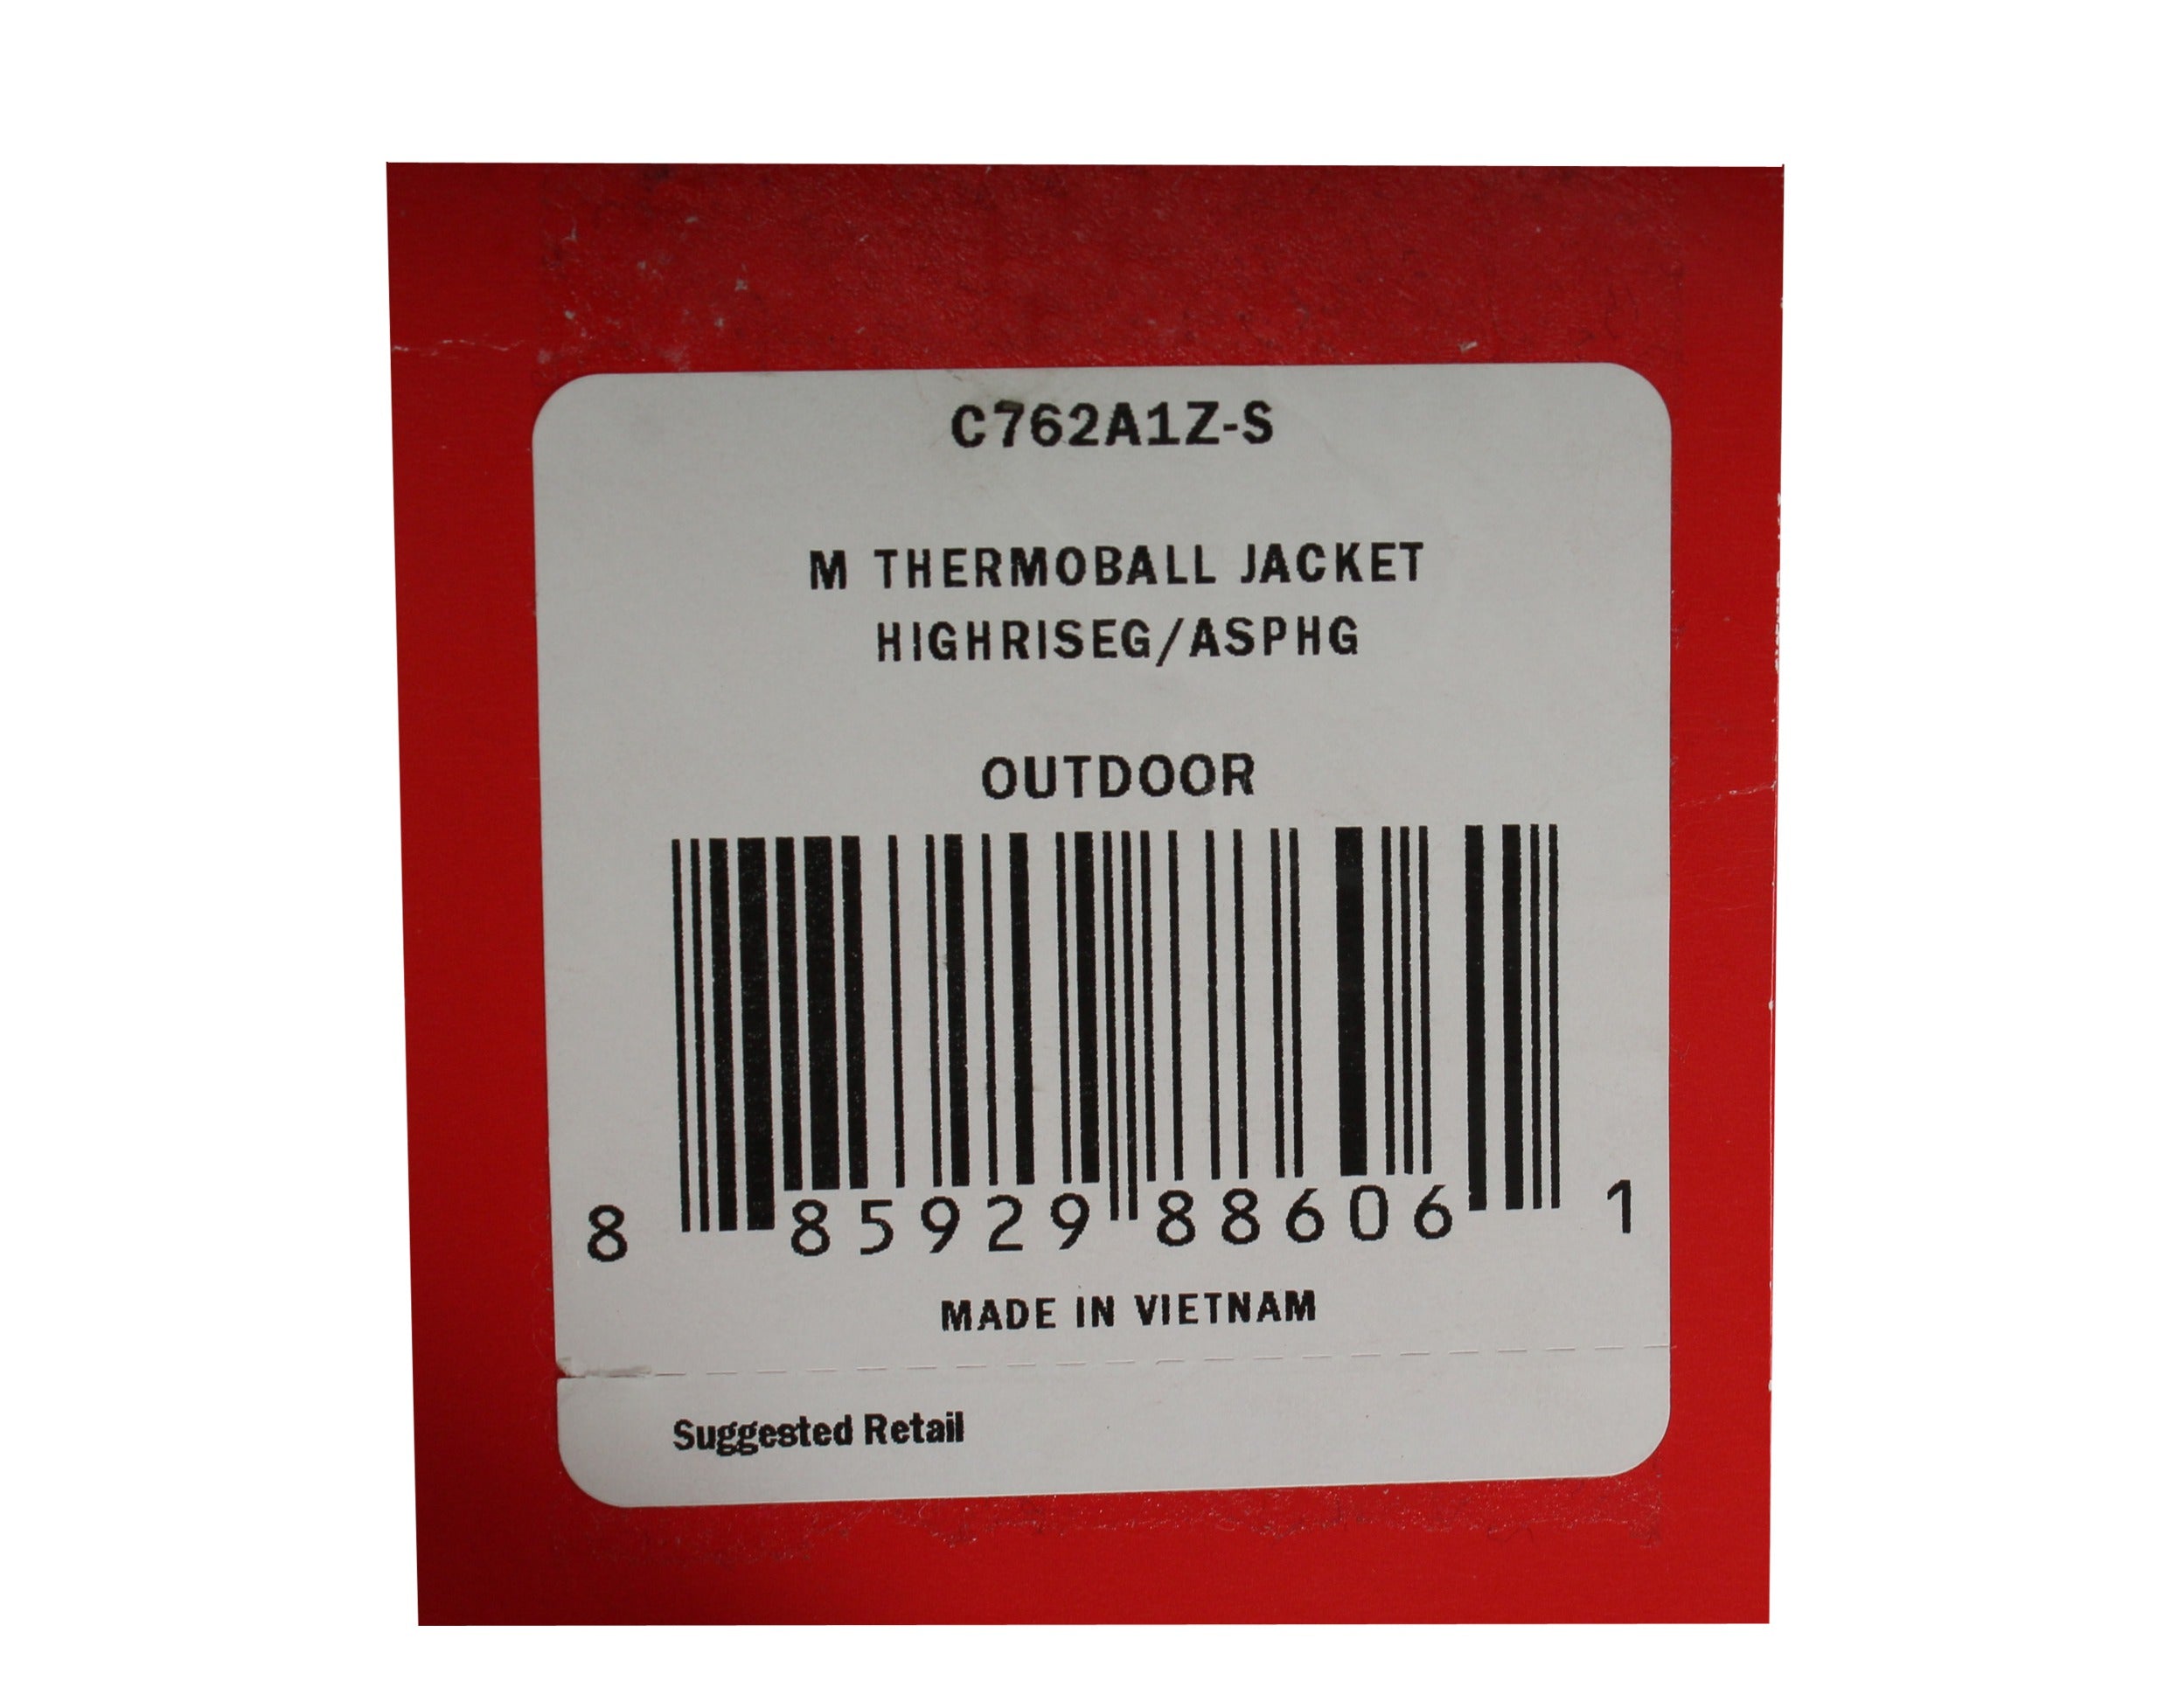 C762A1Z-S
M THERMOBALL JACKET
HIGHRISEG/ASPHG
OUTDOOR
8 85929 88606 1
MADE IN VIETNAM
Suggested Retail